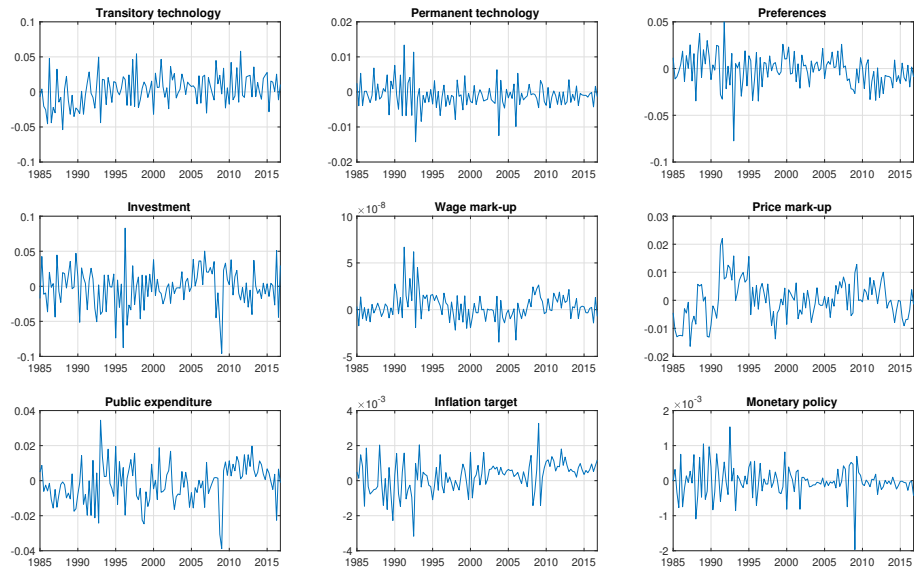 Transitory technology
0.1
0.05
0
-0.05
-0.1
1985 1990 1995 2000 2005 2010 2015
Permanent technology
0.02
0.01
0
-0.01
-0.02
1985 1990 1995 2000 2005 2010 2015
Preferences
0.05
0
-0.05
-0.1
1985 1990 1995 2000 2005 2010 2015
Investment
0.1
0.05
0
-0.05
-0.1
1985 1990 1995 2000 2005 2010 2015
Wage mark-up
×10⁻⁸
10
5
0
-5
1985 1990 1995 2000 2005 2010 2015
Price mark-up
0.03
0.02
0.01
0
-0.01
-0.02
1985 1990 1995 2000 2005 2010 2015
Public expenditure
0.04
0.02
0
-0.02
-0.04
1985 1990 1995 2000 2005 2010 2015
Inflation target
×10⁻³
4
2
0
-2
-4
1985 1990 1995 2000 2005 2010 2015
Monetary policy
×10⁻³
2
1
0
-1
-2
1985 1990 1995 2000 2005 2010 2015